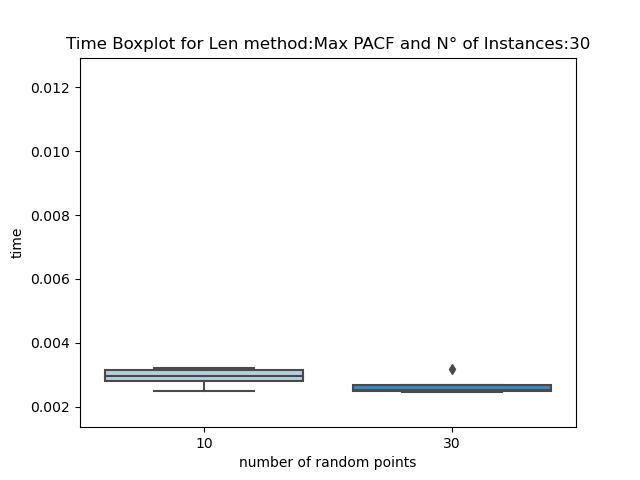 Time Boxplot for Len method:Max PACF and N° of Instances:30
0.012
0.010
0.008
0.006
0.004
0.002
time
10
30
number of random points